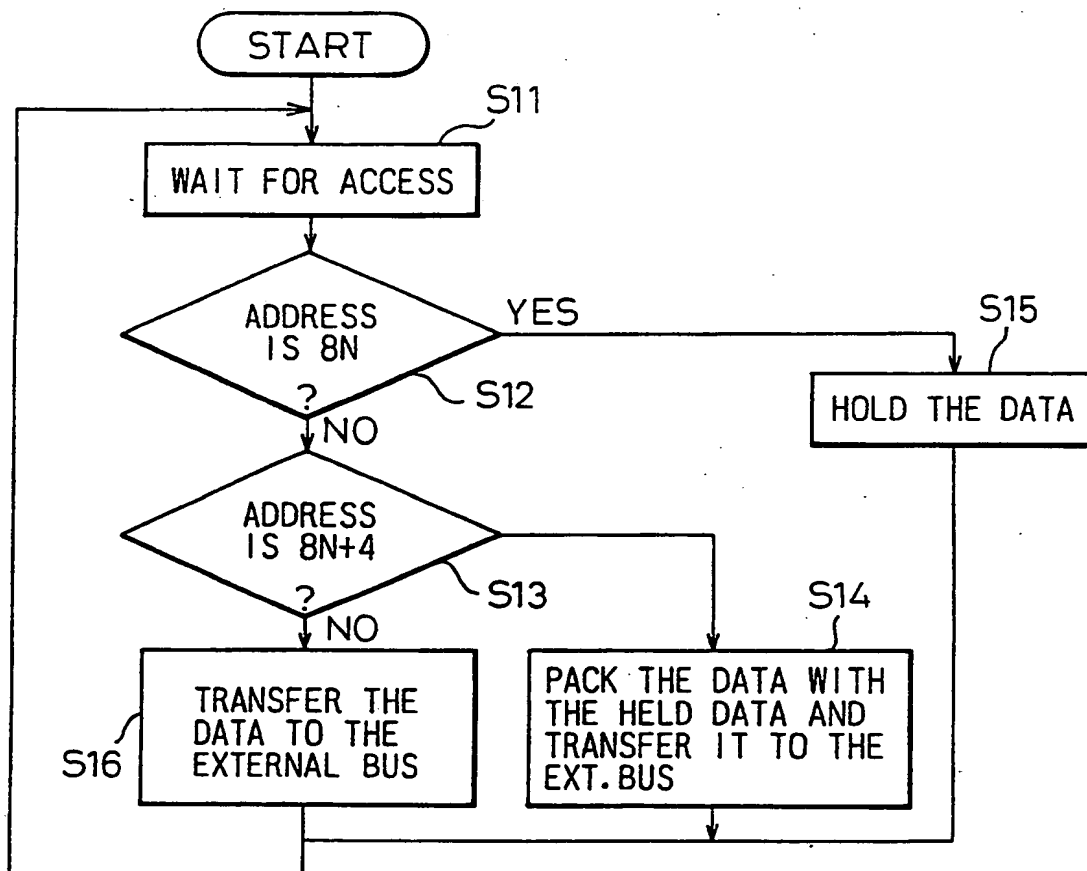 START
S11
WAIT FOR ACCESS
ADDRESS
IS 8N
?
YES
S12
NO
S15
HOLD THE DATA
ADDRESS
IS 8N+4
?
S13
NO
S14
TRANSFER THE
DATA TO THE
EXTERNAL BUS
S16
PACK THE DATA WITH
THE HELD DATA AND
TRANSFER IT TO THE
EXT.BUS